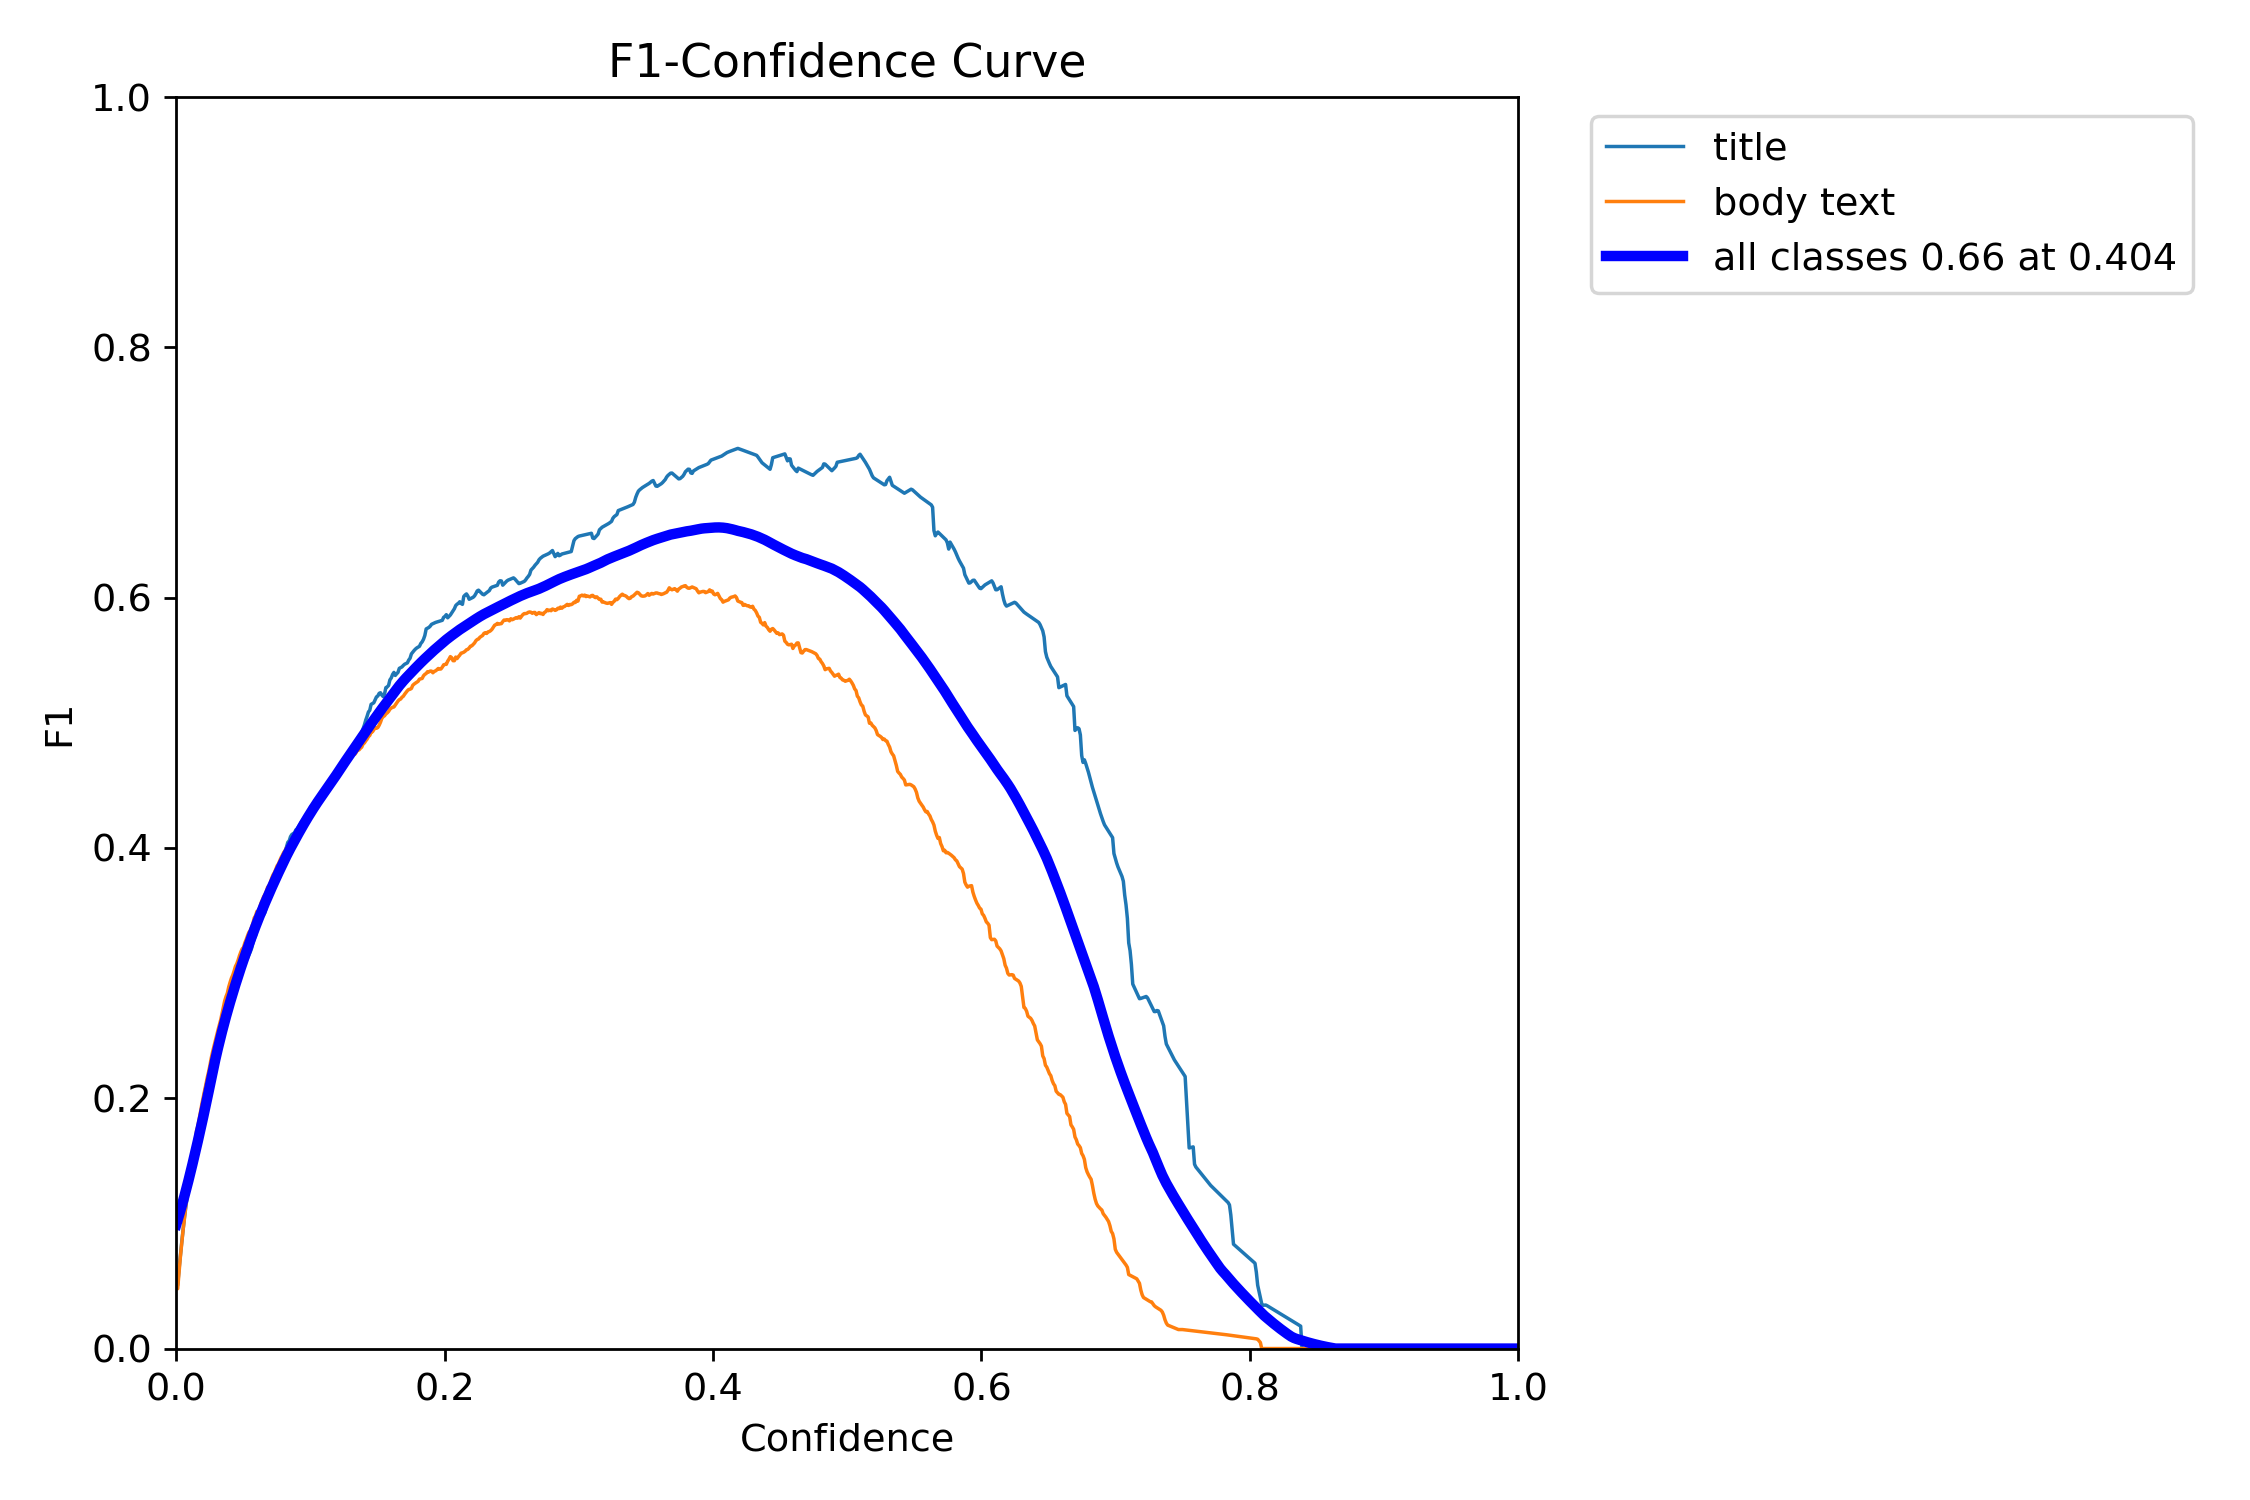 F1-Confidence Curve
1.0
0.8
0.6
0.4
0.2
0.0
F1
0.0 0.2 0.4 0.6 0.8 1.0
Confidence
title
body text
all classes 0.66 at 0.404